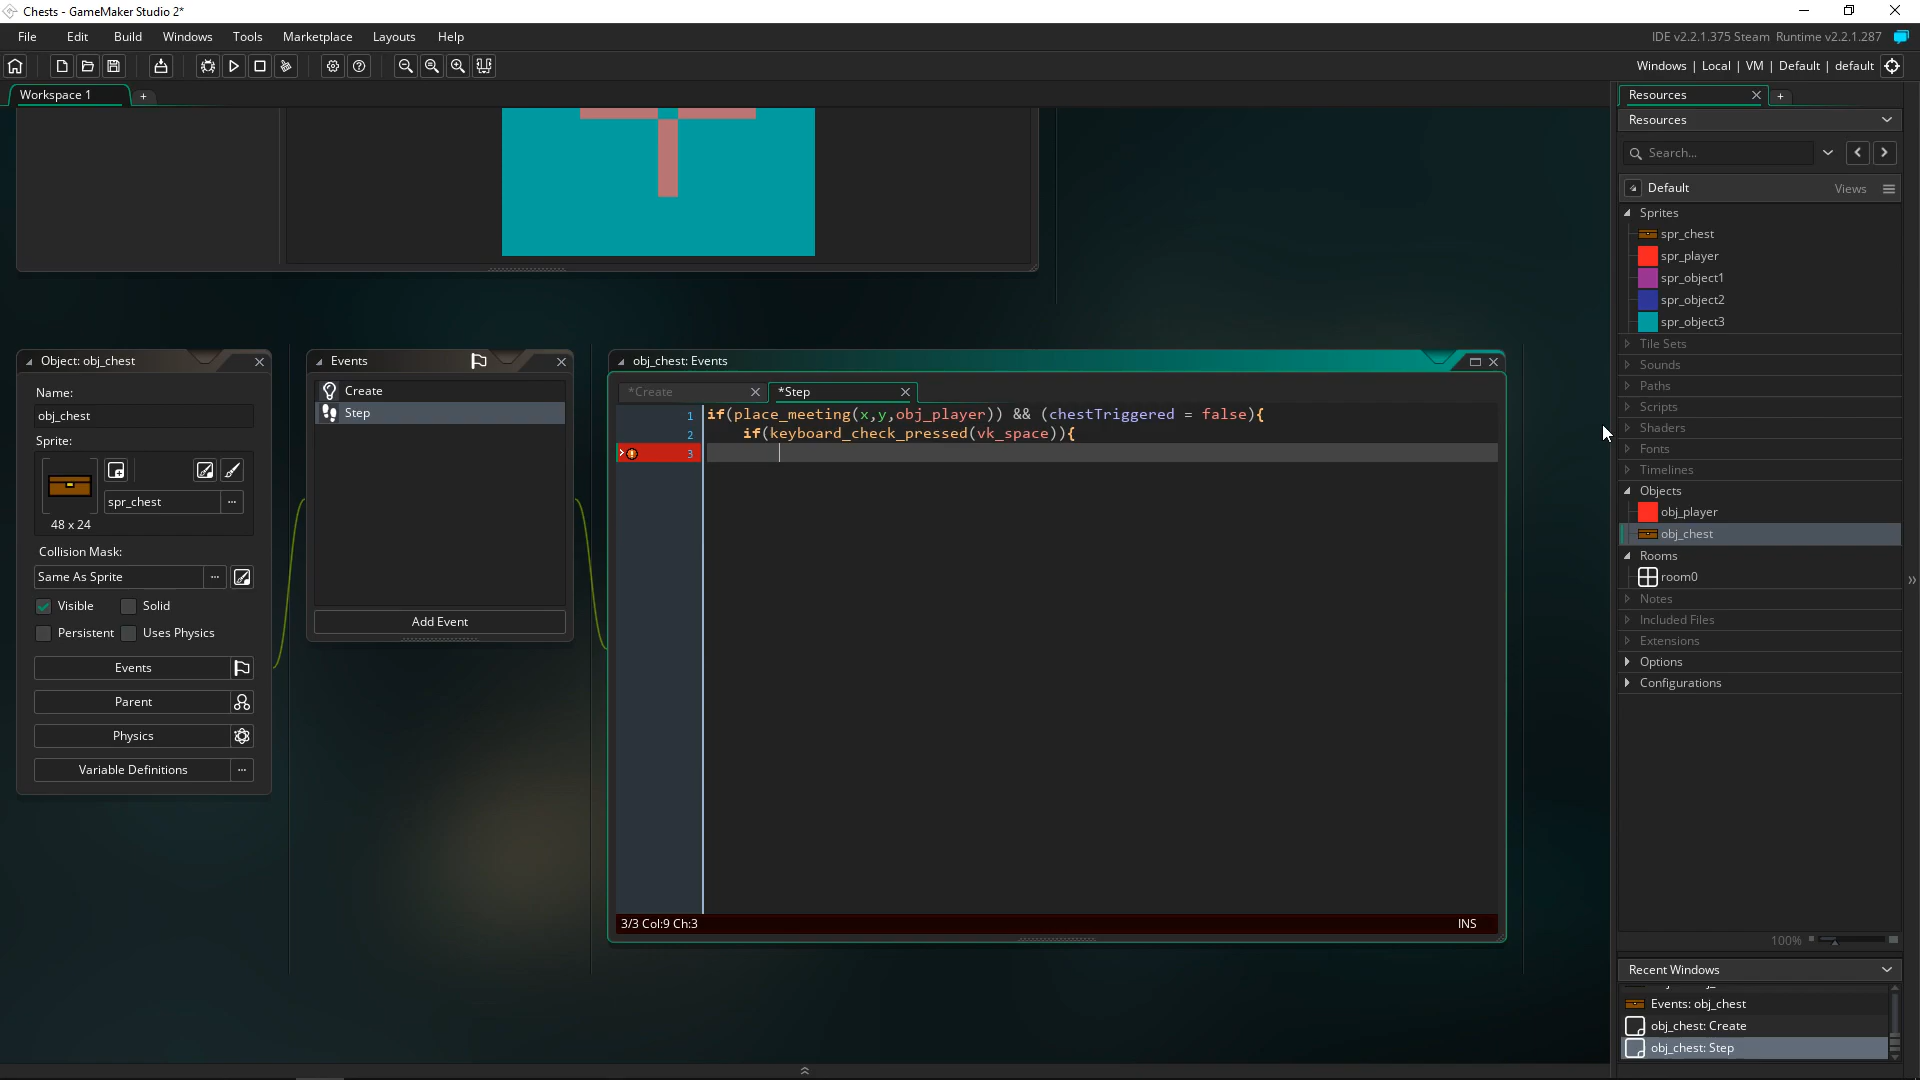 Chests - GameMaker Studio 2*
File Edit Build Windows Tools Marketplace Layouts Help
IDE v2.2.1.375 Steam Runtime v2.2.1.287
Windows | Local | VM | Default | default
Workspace 1
Resources
Resources
Search...
Default Views
Sprites
spr_chest
spr_player
spr_object1
spr_object2
spr_object3
Tile Sets
Sounds
Paths
Scripts
Shaders
Fonts
Timelines
Objects
obj_player
obj_chest
Rooms
room0
Notes
Included Files
Extensions
Options
Configurations
100%
Recent Windows
Events: obj_chest
obj_chest: Create
obj_chest: Step
Object: obj_chest
Name:
obj_chest
Sprite:
spr_chest
48 x 24
Collision Mask:
Same As Sprite
Visible Solid
Persistent Uses Physics
Events
Parent
Physics
Variable Definitions
Events
Create
Step
Add Event
obj_chest: Events
*Create *Step
1 if(place_meeting(x,y,obj_player)) && (chestTriggered = false){
2 if(keyboard_check_pressed(vk_space)){
3
3/3 Col:9 Ch:3 INS